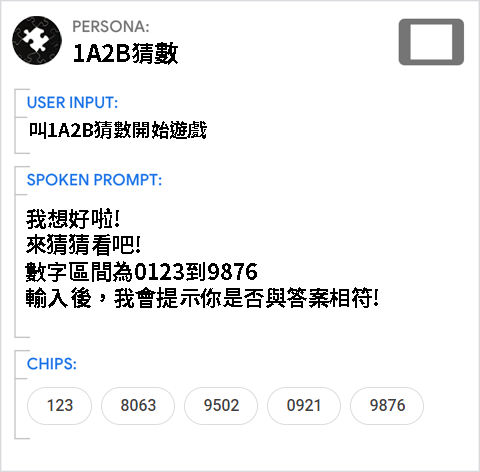 PERSONA:
1A2B猜數
USER INPUT:
叫1A2B猜數開始遊戲
SPOKEN PROMPT:
我想好啦!
來猜猜看吧!
數字區間為0123到9876
輸入後，我會提示你是否與答案相符!
CHIPS:
123 8063 9502 0921 9876